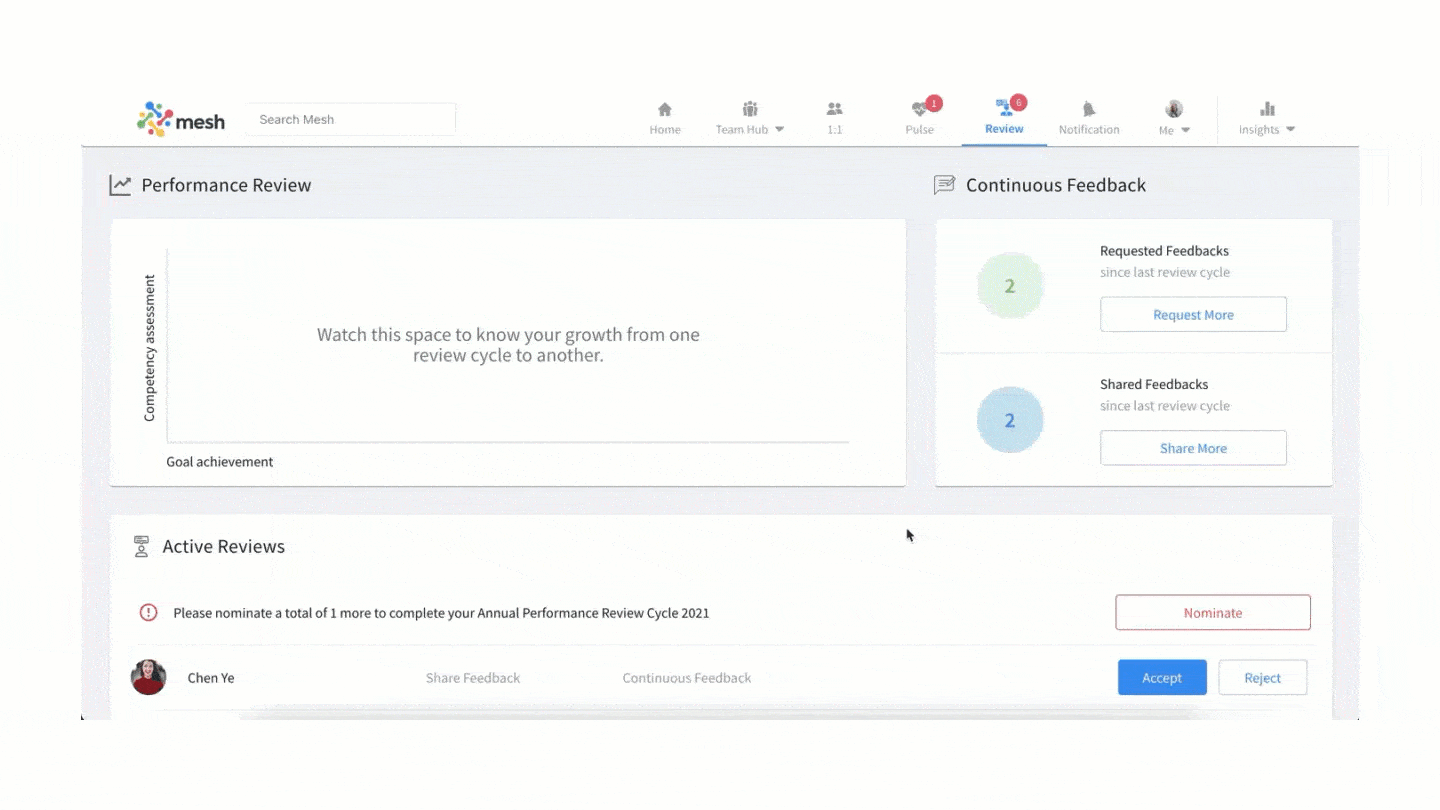 mesh
Search Mesh
Home
Team Hub
1:1
1
Pulse
6
Review
Notification
Me
Insights
Performance Review
Competency assessment
Watch this space to know your growth from one
review cycle to another.
Goal achievement
Continuous Feedback
2
Requested Feedbacks
since last review cycle
Request More
2
Shared Feedbacks
since last review cycle
Share More
Active Reviews
Please nominate a total of 1 more to complete your Annual Performance Review Cycle 2021
Nominate
Chen Ye
Share Feedback
Continuous Feedback
Accept
Reject